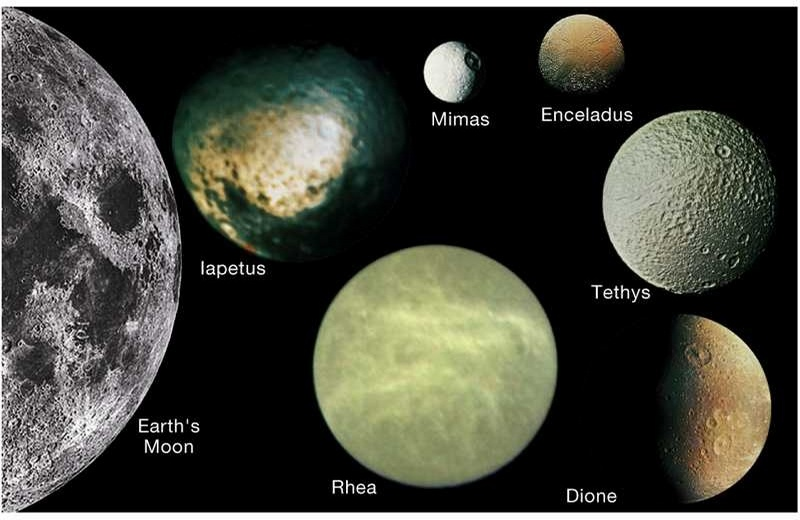 Mimas
Enceladus
Iapetus
Tethys
Earth's
Moon
Rhea
Dione